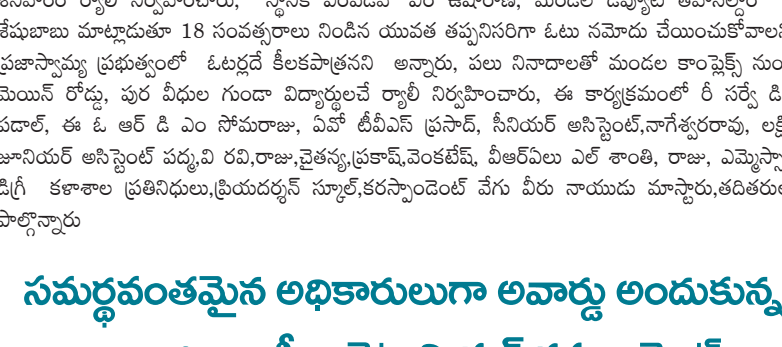 శేషుబాబు మాట్లాడుతూ 18 సంవత్సరాలు నిండిన యువత తప్పనిసరిగా ఓటు నమోదు చేయించుకోవాల
ప్రజాస్వామ్య ప్రభుత్వంలో ఓటర్లదే కీలకపాత్రనని అన్నారు, పలు నినాదాలతో మండల కాంప్లెక్స్ నుం
మెయిన్ రోడ్డు, పుర వీధుల గుండా విద్యార్థులచే ర్యాలీ నిర్వహించారు, ఈ కార్యక్రమంలో రీ సర్వే డి
పడాల్, ఈ ఓ ఆర్ డి ఎం సోమరాజు, ఏవో టీవీఎస్ ప్రసాద్, సీనియర్ అసిస్టెంట్,నాగేశ్వరరావు, లక్ష్
జూనియర్ అసిస్టెంట్ పద్మ,వి రవి,రాజు,చైతన్య,ప్రకాష్,వెంకటేష్, వీఆర్ఏలు ఎల్ శాంతి, రాజు, ఎమ్మెస్వ
డిగ్రీ కళాశాల ప్రతినిధులు,ప్రియదర్శన్ స్కూల్,కరస్పాండెంట్ వేగు వీరు నాయుడు మాస్టారు,తదితరుల
పాల్గొన్నారు
సమర్థవంతమైన అధికారులుగా అవార్డు అందుకున్న